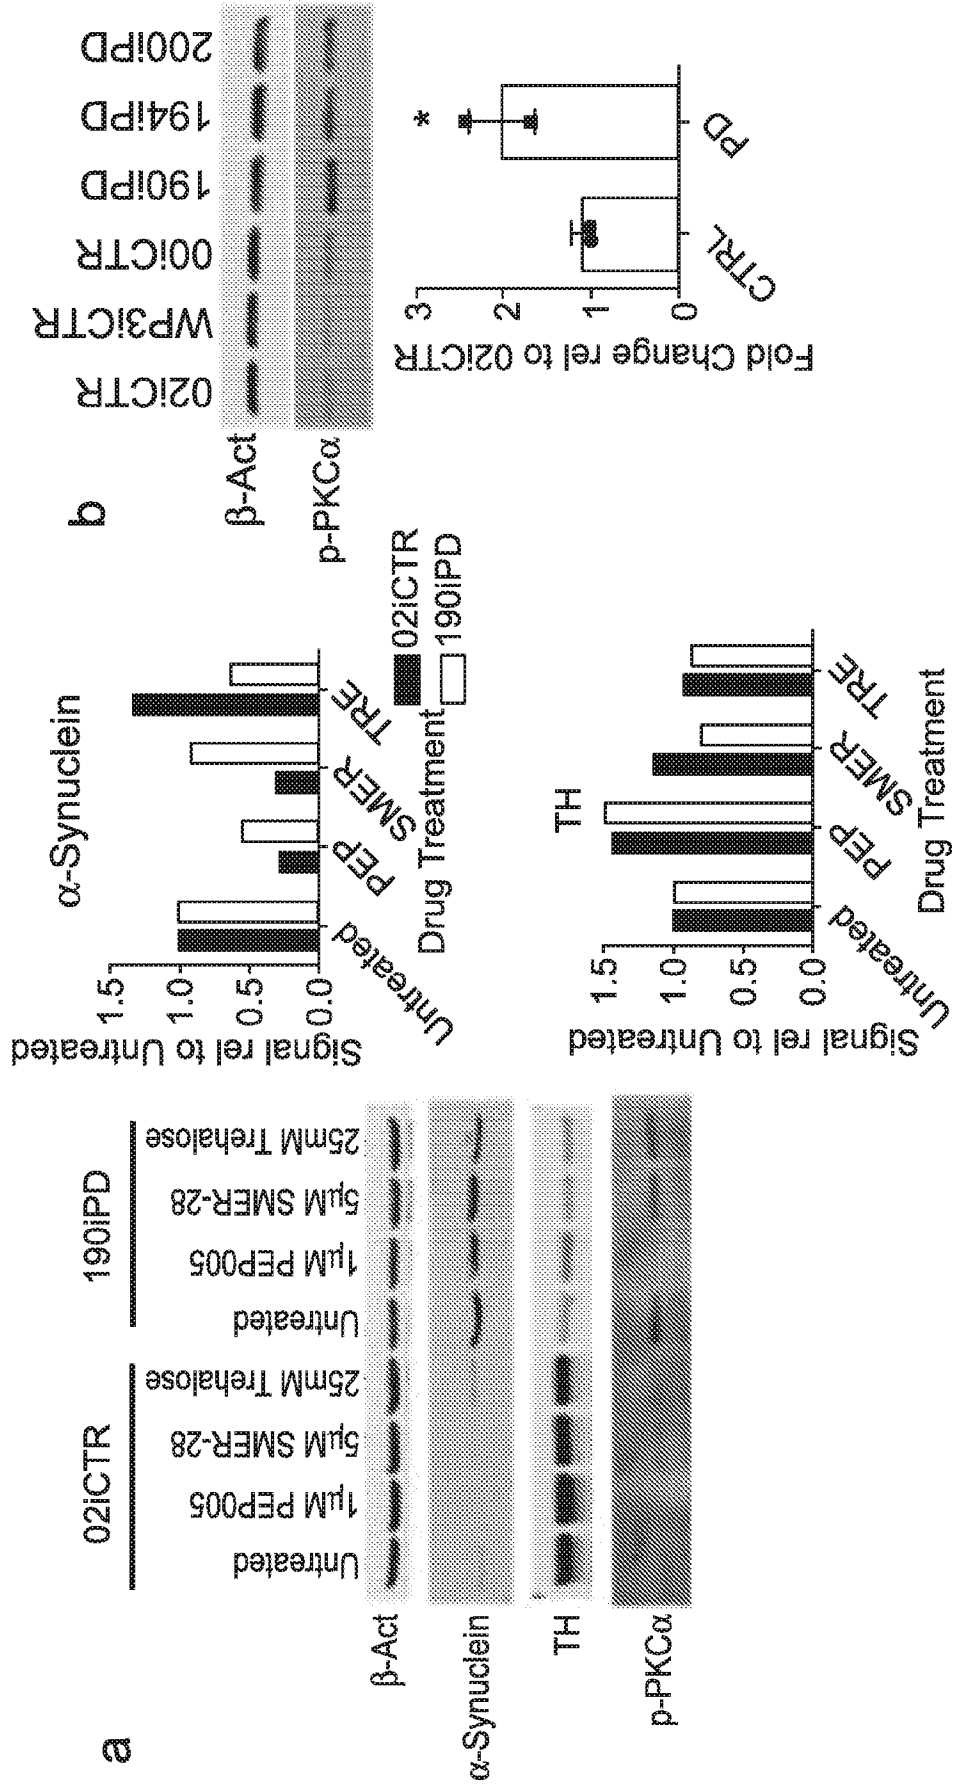 a
02iCTR
190iPD
Untreated
1μM PEP005
5μM SMER-28
25mM Trehalose
Untreated
1μM PEP005
5μM SMER-28
25mM Trehalose
β-Act
α-Synuclein
TH
p-PKCα
α-Synuclein
Signal rel to Untreated
1.5
1.0
0.5
0.0
Untreated
PEP
SMER
TRE
Drug Treatment
02iCTR
190iPD
TH
Signal rel to Untreated
1.5
1.0
0.5
0.0
Untreated
PEP
SMER
TRE
Drug Treatment
b
02iCTR
WP3iCTR
00iCTR
190iPD
194iPD
200iPD
β-Act
p-PKCα
Fold Change rel to 02iCTR
3
2
1
0
*
CTRL
PD